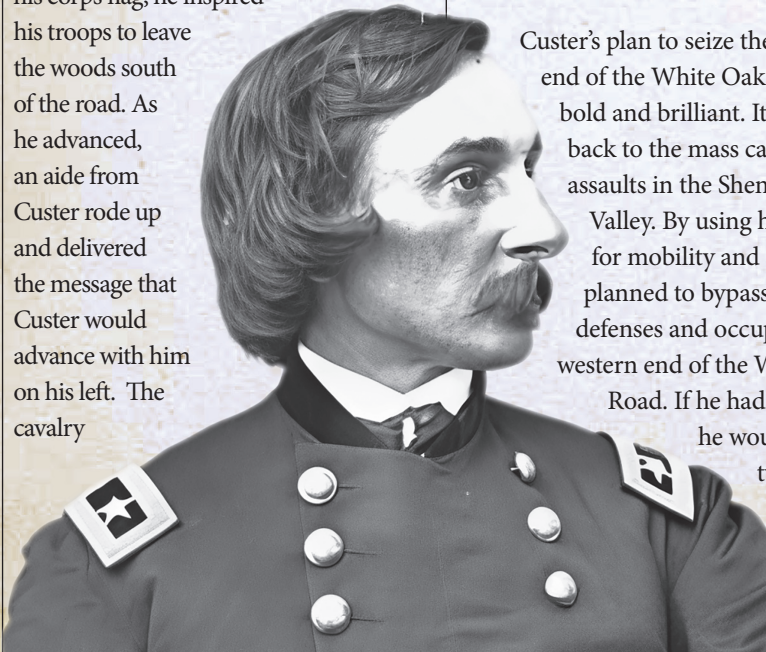 his corps flag, he inspired
his troops to leave
the woods south
of the road. As
he advanced,
an aide from
Custer rode up
and delivered
the message that
Custer would
advance with him
on his left. The
cavalry
Custer’s plan to seize the
end of the White Oak
bold and brilliant. It
back to the mass ca
assaults in the Shen
Valley. By using h
for mobility and
planned to bypass
defenses and occup
western end of the W
Road. If he had
he wou